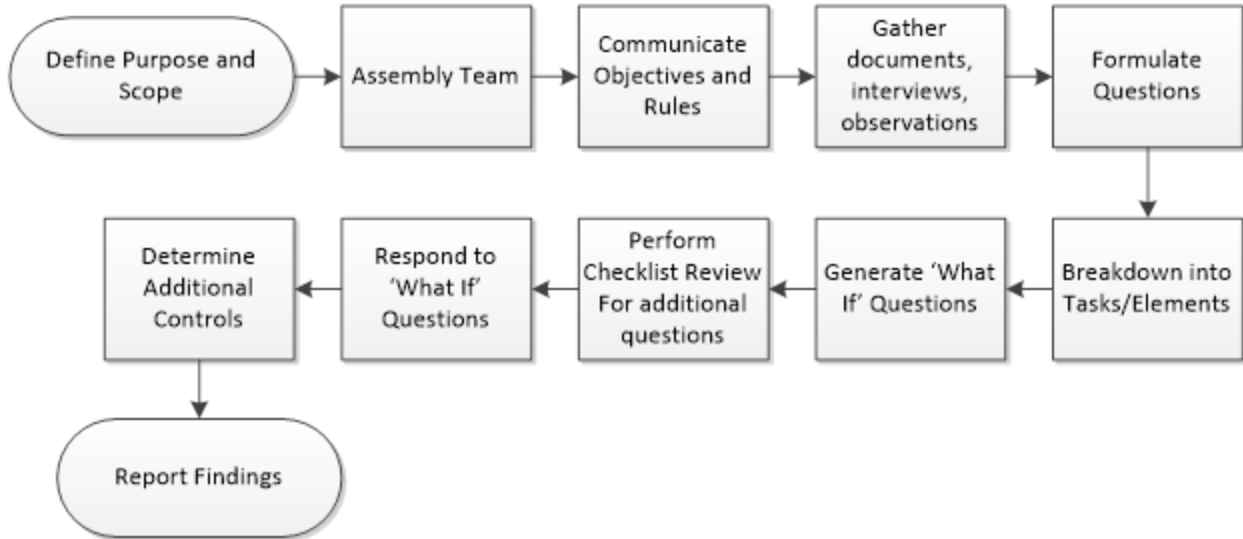 Define Purpose and
Scope
Assembly Team
Communicate
Objectives and
Rules
Gather
documents,
interviews,
observations
Formulate
Questions
Breakdown into
Tasks/Elements
Generate ‘What
If’ Questions
Perform
Checklist Review
For additional
questions
Respond to
‘What If’
Questions
Determine
Additional
Controls
Report Findings